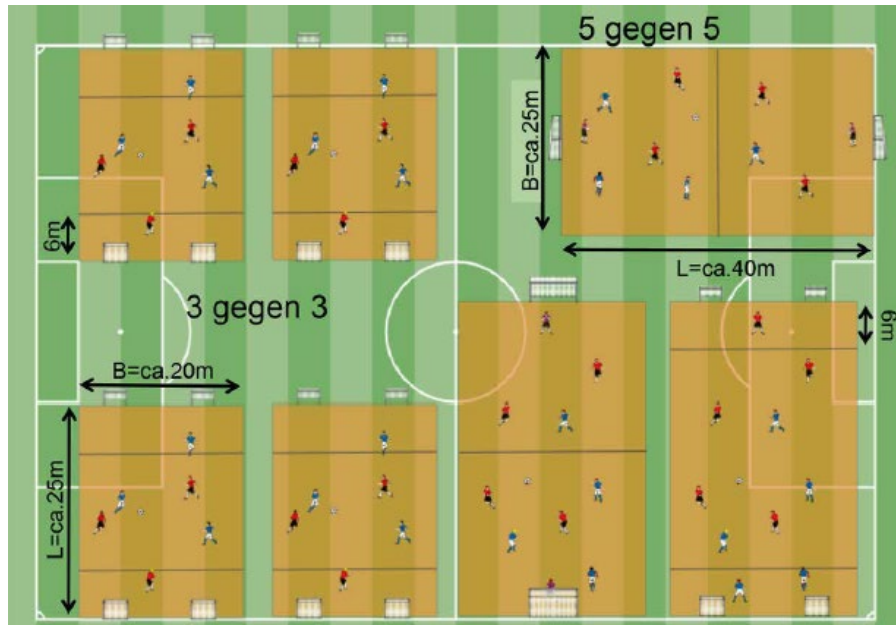 5 gegen 5
B=ca.25m
6m
L=ca.40m
3 gegen 3
6m
B=ca.20m
L=ca.25m